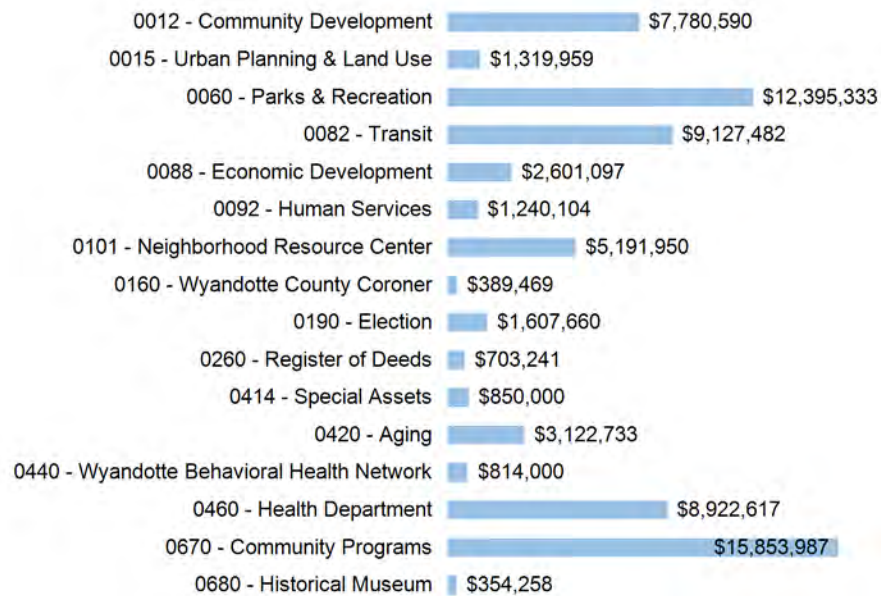 0012 - Community Development $7,780,590
0015 - Urban Planning & Land Use $1,319,959
0060 - Parks & Recreation $12,395,333
0082 - Transit $9,127,482
0088 - Economic Development $2,601,097
0092 - Human Services $1,240,104
0101 - Neighborhood Resource Center $5,191,950
0160 - Wyandotte County Coroner $389,469
0190 - Election $1,607,660
0260 - Register of Deeds $703,241
0414 - Special Assets $850,000
0420 - Aging $3,122,733
0440 - Wyandotte Behavioral Health Network $814,000
0460 - Health Department $8,922,617
0670 - Community Programs $15,853,987
0680 - Historical Museum $354,258